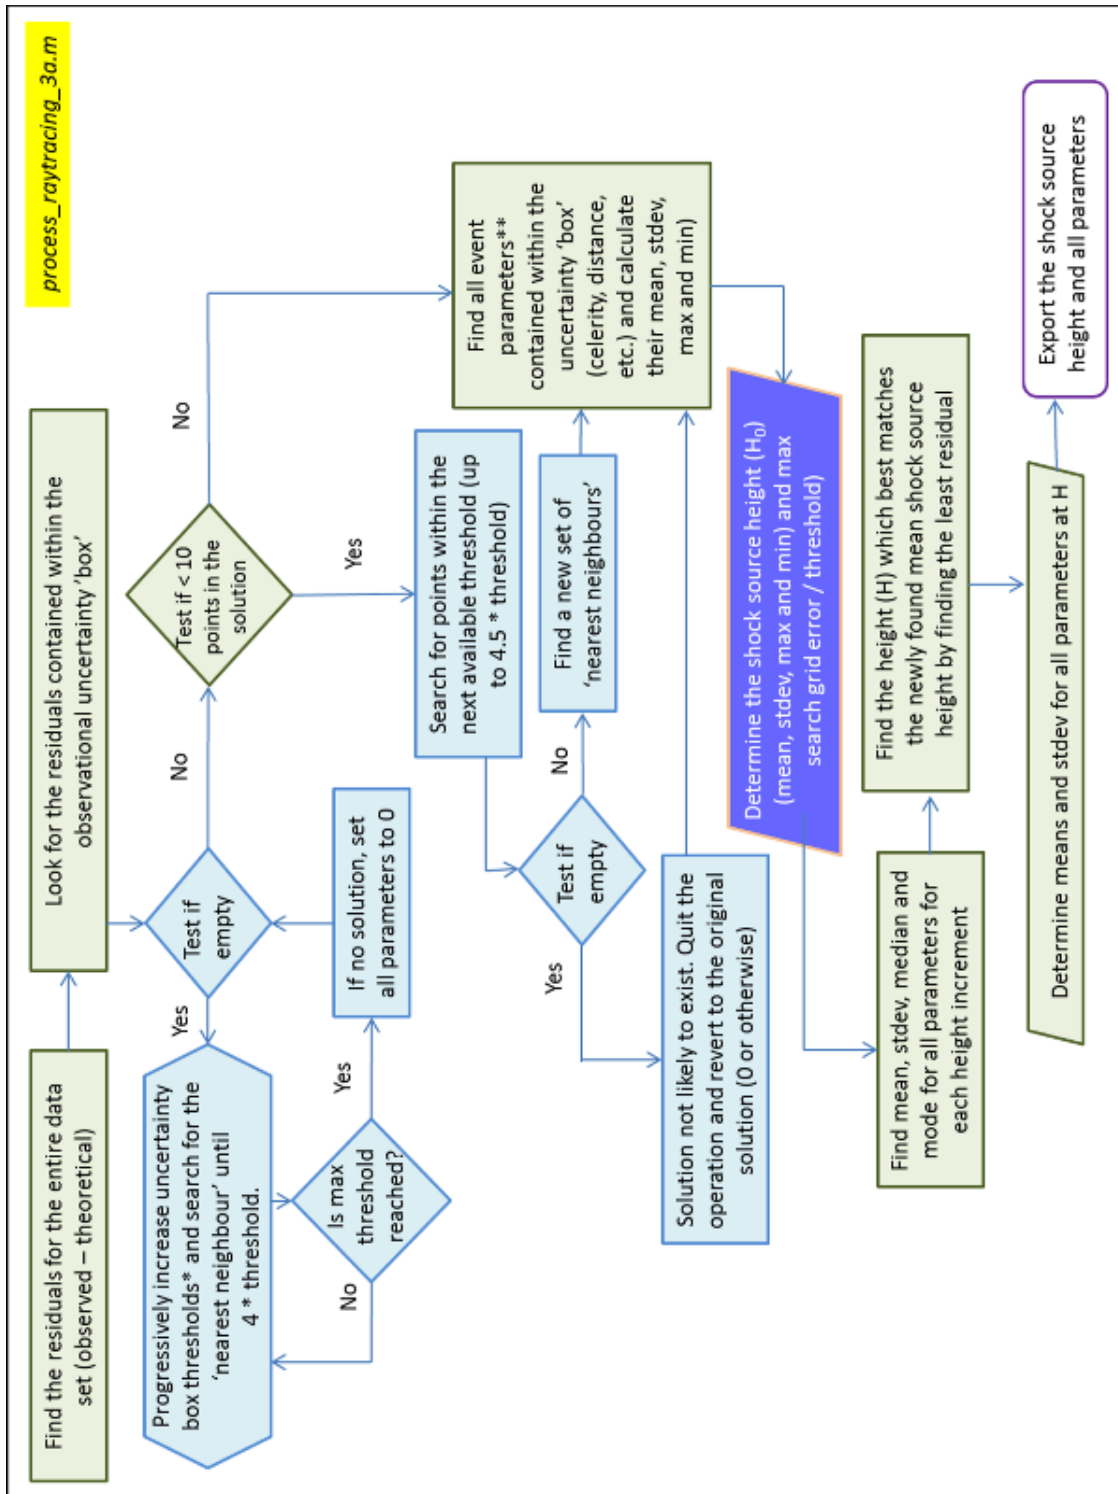 process_raytracing_3a.m
Find the residuals for the entire data
set (observed – theoretical)
Look for the residuals contained within the
observational uncertainty ‘box’
Progressively increase uncertainty
box thresholds* and search for the
‘nearest neighbour’ until
4 * threshold.
Yes
Test if
empty
No
Test if < 10
points in the
solution
No
Is max
threshold
reached?
No
Yes
If no solution, set
all parameters to 0
Yes
Search for points within the
next available threshold (up
to 4.5 * threshold)
Find all event
parameters**
contained within the
uncertainty ‘box’
(celerity, distance,
etc.) and calculate
their mean, stdev,
max and min)
Test if
empty
Yes
No
Find a new set of
‘nearest neighbours’
Solution not likely to exist. Quit the
operation and revert to the original
solution (0 or otherwise)
Determine the shock source height (H0)
(mean, stdev, max and min) and max
search grid error / threshold)
Find mean, stdev, median and
mode for all parameters for
each height increment
Find the height (H) which best matches
the newly found mean shock source
height by finding the least residual
Determine means and stdev for all parameters at H
Export the shock source
height and all parameters